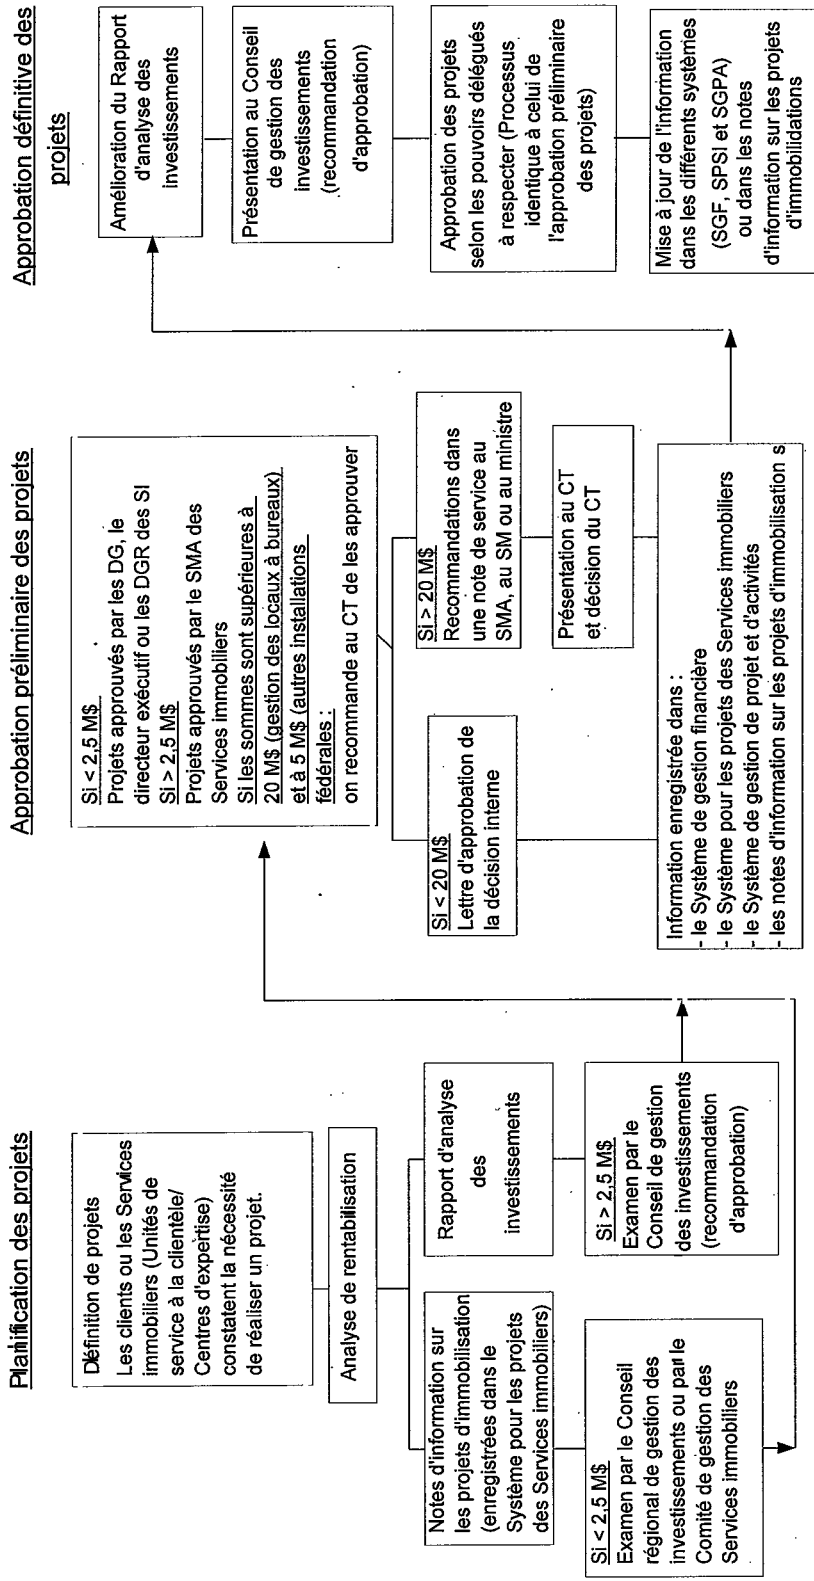 Planification des projets
Définition de projets
Les clients ou les Services
immobiliers (Unités de
service à la clientèle/
Centres d'expertise)
constatent la nécessité
de réaliser un projet.
Analyse de rentabilisation
Notes d'information sur
les projets d'immobilisation
(enregistrées dans le
Système pour les projets
des Services immobiliers)
Rapport d'analyse
des
investissements
Si < 2,5 M$
Examen par le Conseil
régional de gestion des
investissements ou par le
Comité de gestion des
Services immobiliers
Si > 2,5 M$
Examen par le
Conseil de gestion
des investissements
(recommandation
d'approbation)
Approbation préliminaire des projets
Si < 2,5 M$
Projets approuvés par les DG, le
directeur exécutif ou les DGR des SI
Si > 2,5 M$
Projets approuvés par le SMA des
Services immobiliers
Si les sommes sont supérieures à
20 M$ (gestion des locaux à bureaux)
et à 5 M$ (autres installations
fédérales :
on recommande au CT de les approuver
Si < 20 M$
Lettre d'approbation de
la décision interne
Si > 20 M$
Recommandations dans
une note de service au
SMA, au SM ou au ministre
Présentation au CT
et décision du CT
Information enregistrée dans :
- le Système de gestion financière
- le Système pour les projets des Services immobiliers
- le Système de gestion de projet et d'activités
- les notes d'information sur les projets d'immobilisation s
Approbation définitive des
projets
Amélioration du Rapport
d'analyse des
investissements
Présentation au Conseil
de gestion des
investissements
(recommandation
d'approbation)
Approbation des projets
selon les pouvoirs délégués
à respecter (Processus
identique à celui de
l'approbation préliminaire
des projets)
Mise à jour de l'information
dans les différents systèmes
(SGF, SPSI et SGPA)
ou dans les notes
d'information sur les projets
d'immobilidations